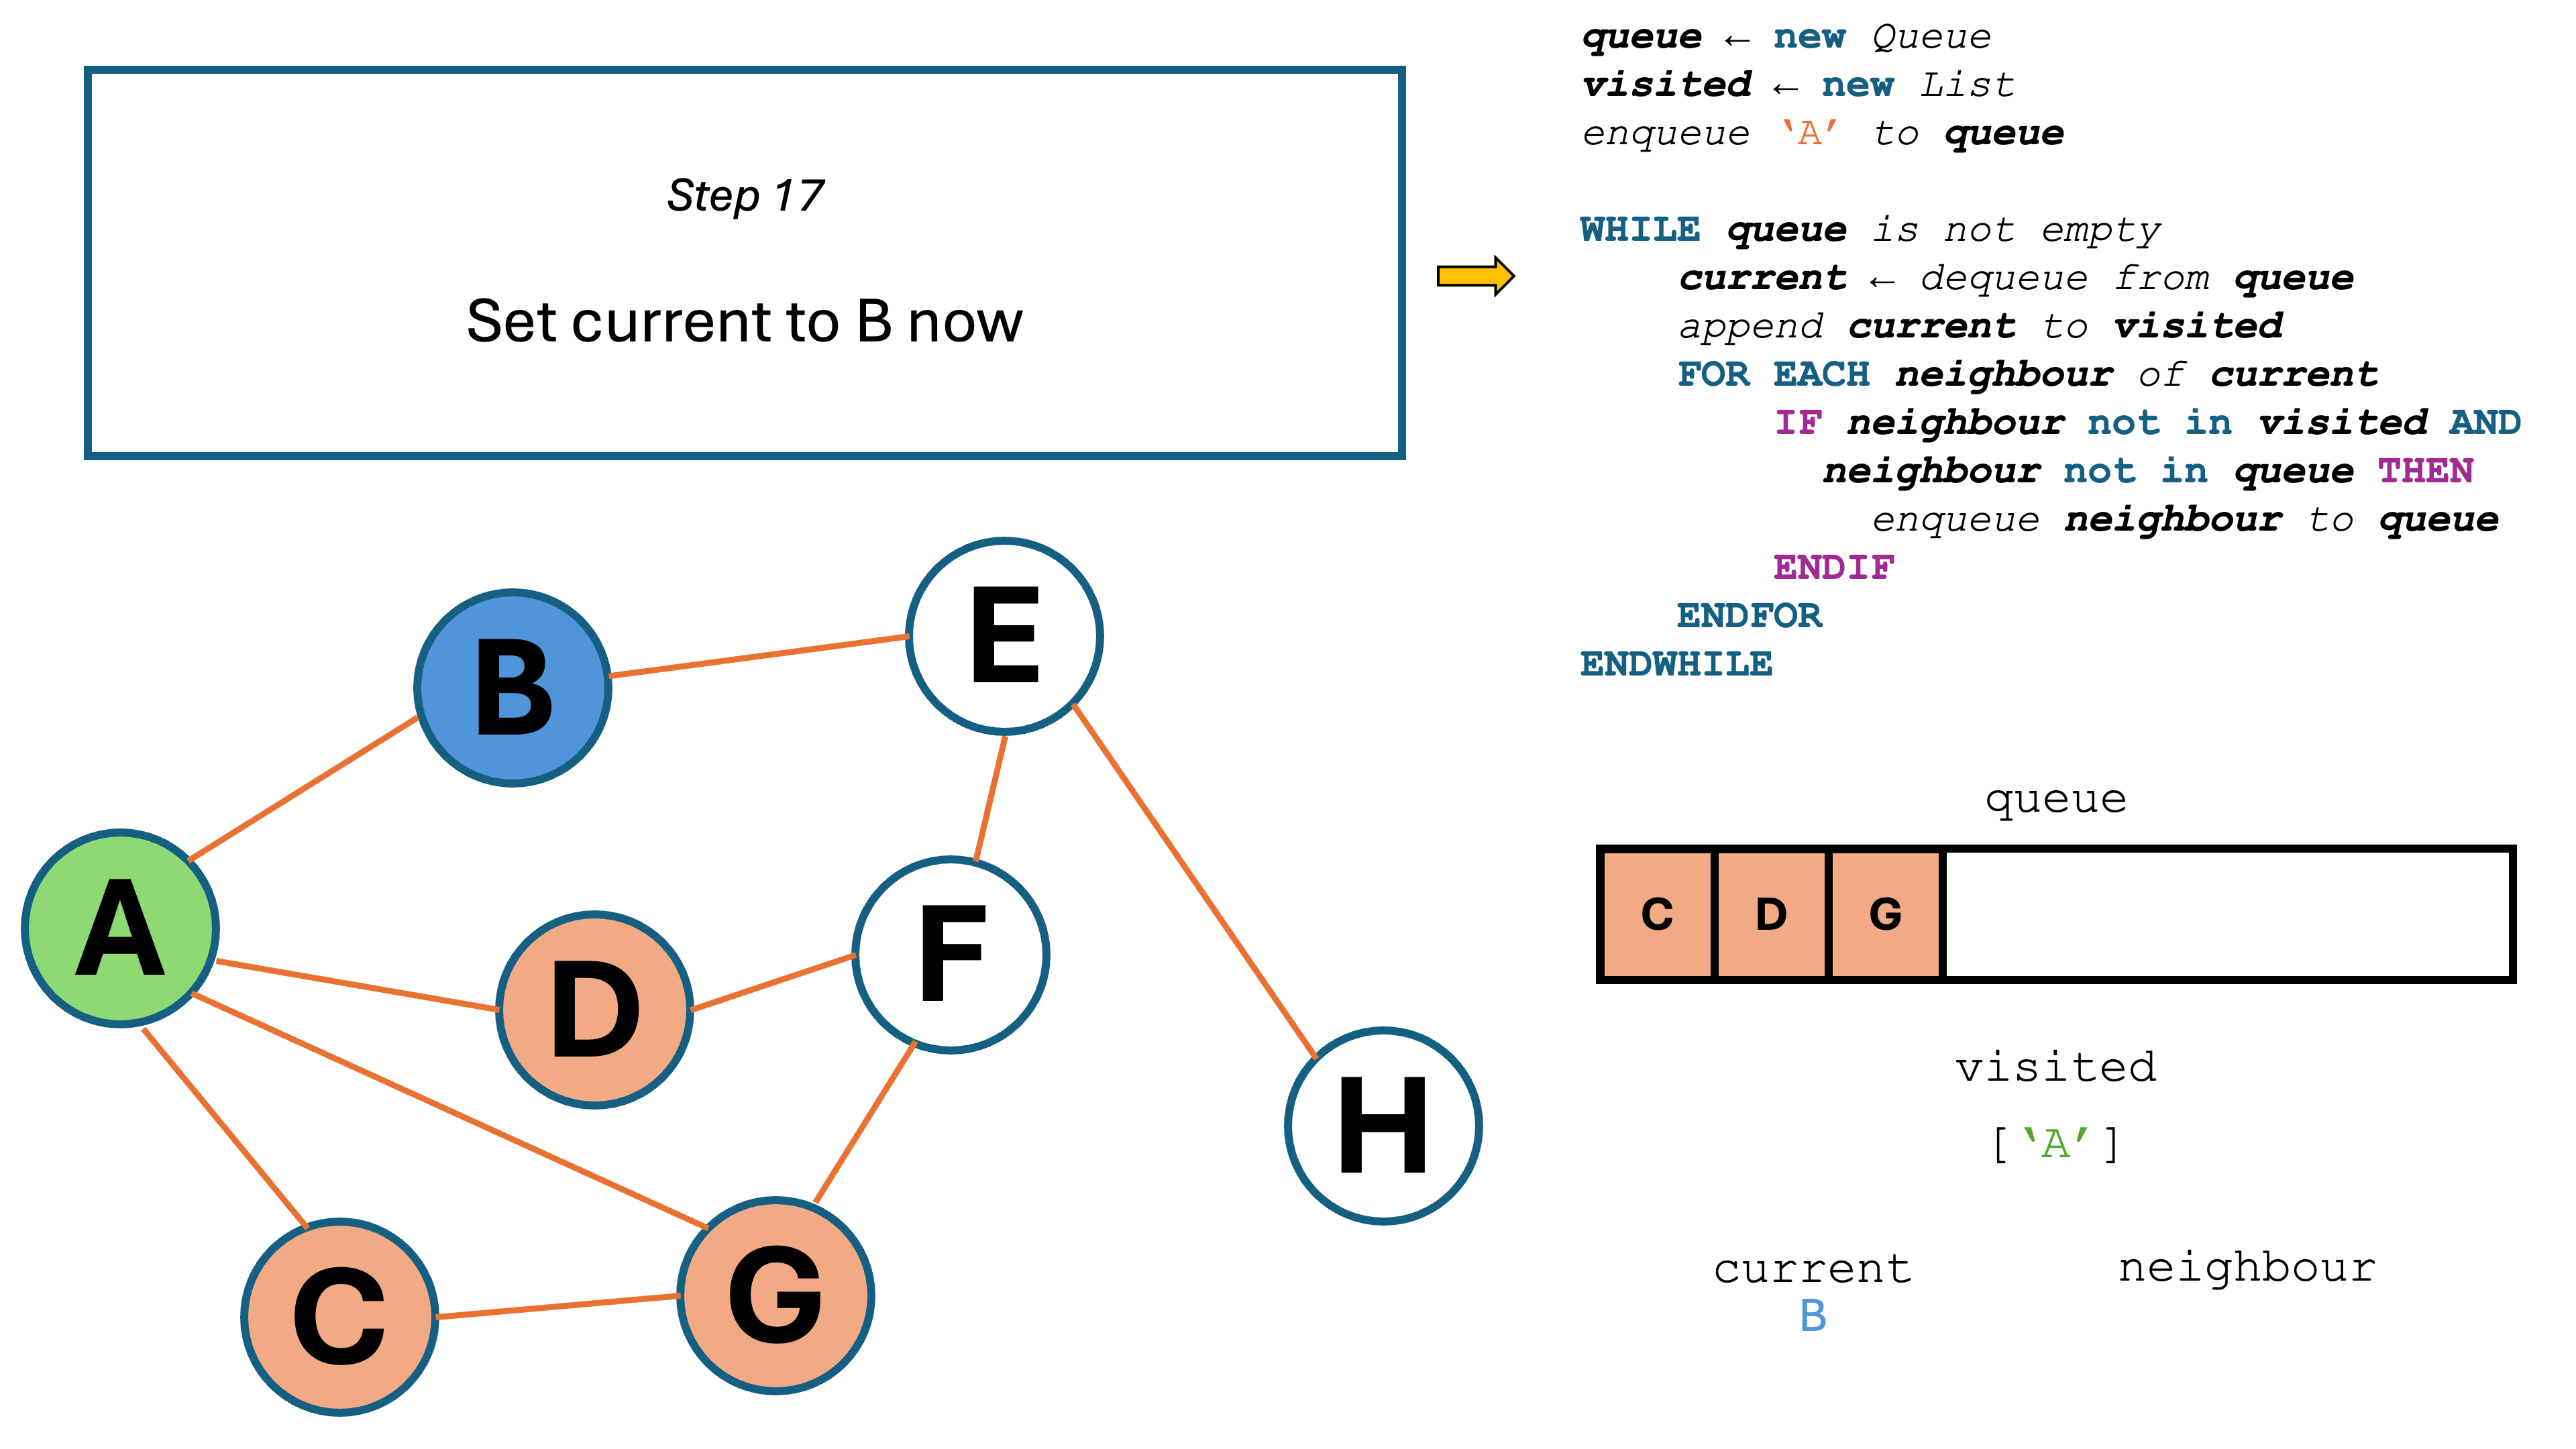 Step 17
Set current to B now
queue ← new Queue
visited ← new List
enqueue ‘A’ to queue
WHILE queue is not empty
current ← dequeue from queue
append current to visited
FOR EACH neighbour of current
IF neighbour not in visited AND
neighbour not in queue THEN
enqueue neighbour to queue
ENDIF
ENDFOR
ENDWHILE
E
B
A
F
D
H
G
C
queue
C D G
visited
[‘A’]
current
B
neighbour